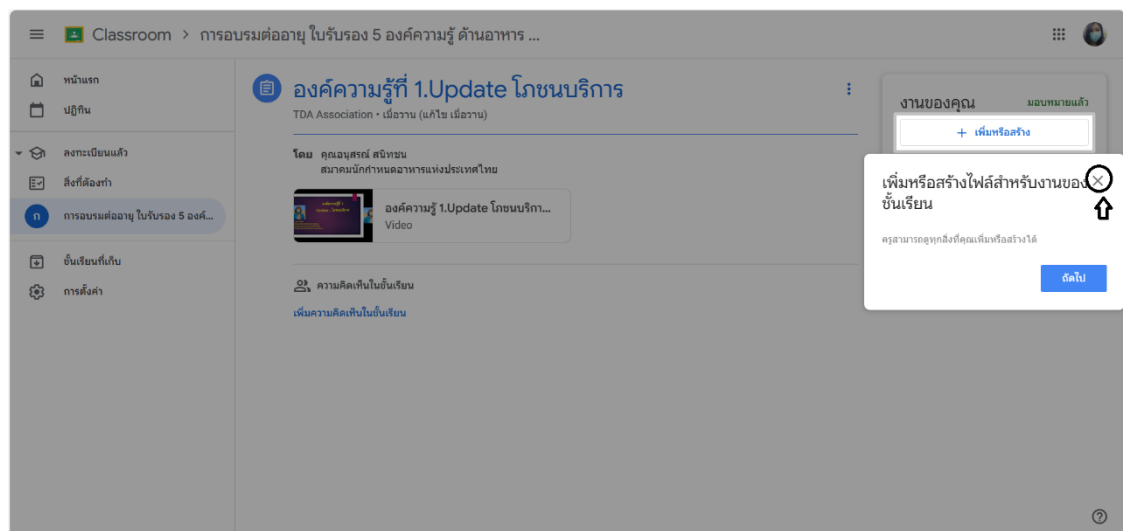 Classroom > การอบรมต่ออายุ ใบรับรอง 5 องค์ความรู้ ด้านอาหาร ...
หน้าแรก
ปฏิทิน
ลงทะเบียนแล้ว
สิ่งที่ต้องทำ
ก การอบรมต่ออายุ ใบรับรอง 5 องค์...
ชั้นเรียนที่เก็บ
การตั้งค่า
องค์ความรู้ที่ 1.Update โภชนบริการ
TDA Association • เมื่อวาน (แก้ไข เมื่อวาน)
โดย คุณอนุสรณ์ สนิทชน
สมาคมนักกำหนดอาหารแห่งประเทศไทย
องค์ความรู้ 1.Update โภชนบริกา...
Video
ความคิดเห็นในชั้นเรียน
เพิ่มความคิดเห็นในชั้นเรียน
งานของคุณ มอบหมายแล้ว
+ เพิ่มหรือสร้าง
เพิ่มหรือสร้างไฟล์สำหรับงานของ
ชั้นเรียน
ครูสามารถดูทุกสิ่งที่คุณเพิ่มหรือสร้างได้
ถัดไป